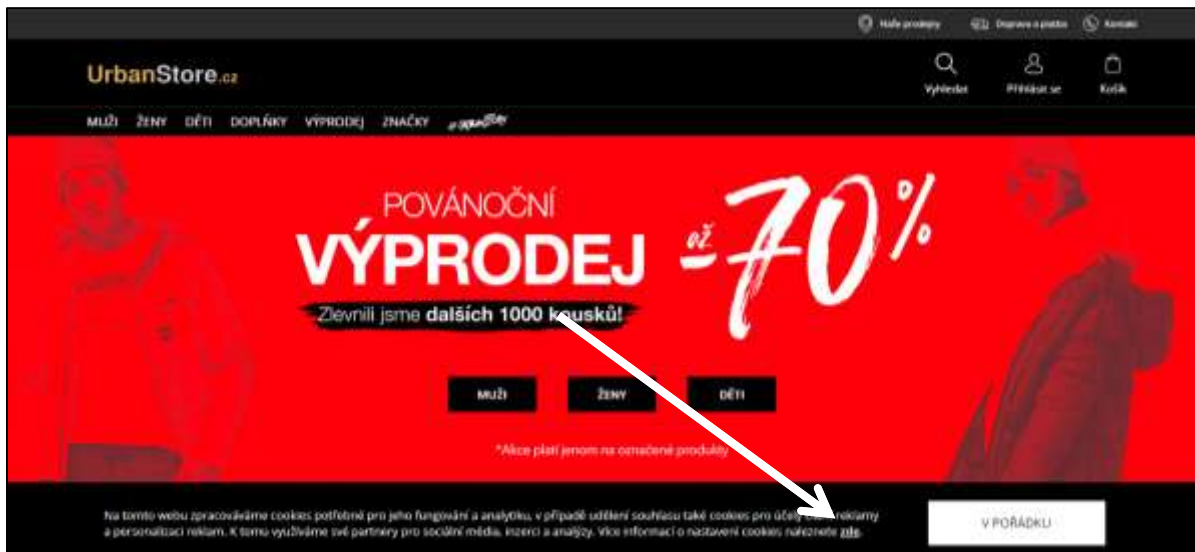 Naše prodejny Doprava a platba Kontakt
UrbanStore.cz
Vyhledat Přihlásit se Košík
MUŽI ŽENY DĚTI DOPLŇKY VÝPRODEJ ZNAČKY
POVÁNOČNÍ
VÝPRODEJ až -70%
Zlevnili jsme dalších 1000 kousků!
MUŽI ŽENY DĚTI
*Akce platí jenom na označené produkty
Na tomto webu zpracováváme cookies potřebné pro jeho fungování a analytiku, v případě udělení souhlasu také cookies pro účely reklamy
a personalizaci reklam. K tomu využíváme své partnery pro sociální média, inzerci a analýzy. Více informací o nastavení cookies naleznete zde.
V POŘÁDKU